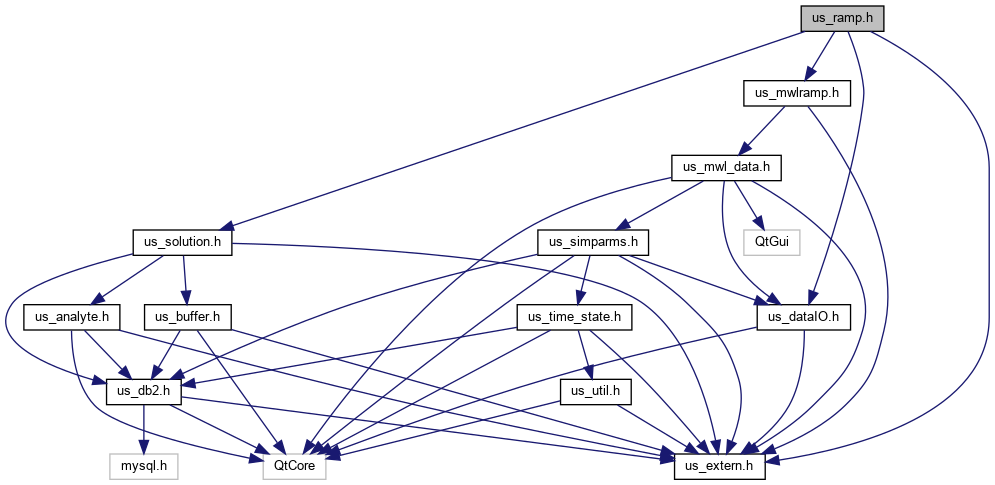 us_ramp.h
us_mwlramp.h
us_mwl_data.h
us_solution.h
us_simparms.h
QtGui
us_analyte.h
us_buffer.h
us_time_state.h
us_dataIO.h
us_db2.h
us_util.h
mysql.h
QtCore
us_extern.h